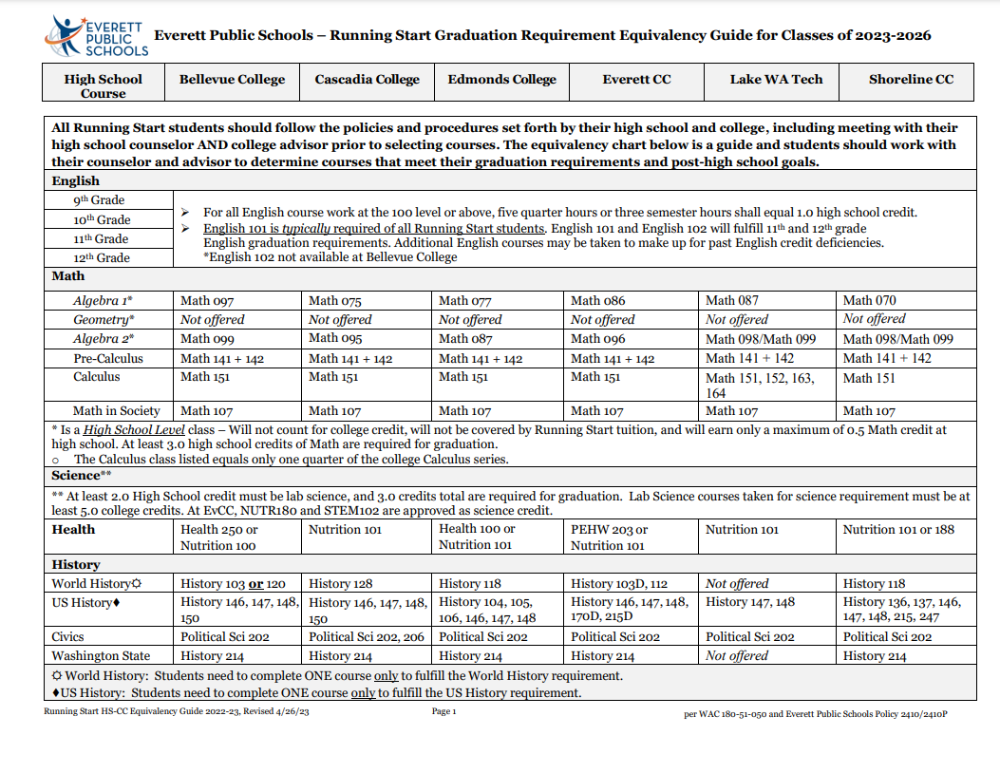 EVERETT
PUBLIC
SCHOOLS
Everett Public Schools – Running Start Graduation Requirement Equivalency Guide for Classes of 2023-2026
High School Course Bellevue College Cascadia College Edmonds College Everett CC Lake WA Tech Shoreline CC
All Running Start students should follow the policies and procedures set forth by their high school and college, including meeting with their
high school counselor AND college advisor prior to selecting courses. The equivalency chart below is a guide and students should work with
their counselor and advisor to determine courses that meet their graduation requirements and post-high school goals.
English
9th Grade
10th Grade
11th Grade
12th Grade
➢ For all English course work at the 100 level or above, five quarter hours or three semester hours shall equal 1.0 high school credit.
➢ English 101 is typically required of all Running Start students. English 101 and English 102 will fulfill 11th and 12th grade
English graduation requirements. Additional English courses may be taken to make up for past English credit deficiencies.
*English 102 not available at Bellevue College
Math
Algebra 1* Math 097 Math 075 Math 077 Math 086 Math 087 Math 070
Geometry* Not offered Not offered Not offered Not offered Not offered Not offered
Algebra 2* Math 099 Math 095 Math 087 Math 096 Math 098/Math 099 Math 098/Math 099
Pre-Calculus Math 141 + 142 Math 141 + 142 Math 141 + 142 Math 141 + 142 Math 141 + 142 Math 141 + 142
Calculus Math 151 Math 151 Math 151 Math 151 Math 151, 152, 163, 164 Math 151
Math in Society Math 107 Math 107 Math 107 Math 107 Math 107 Math 107
* Is a High School Level class – Will not count for college credit, will not be covered by Running Start tuition, and will earn only a maximum of 0.5 Math credit at
high school. At least 3.0 high school credits of Math are required for graduation.
o The Calculus class listed equals only one quarter of the college Calculus series.
Science**
** At least 2.0 High School credit must be lab science, and 3.0 credits total are required for graduation. Lab Science courses taken for science requirement must be at
least 5.0 college credits. At EvCC, NUTR180 and STEM102 are approved as science credit.
Health Health 250 or Nutrition 100 Nutrition 101 Health 100 or Nutrition 101 PEHW 203 or Nutrition 101 Nutrition 101 Nutrition 101 or 188
History
World History☼ History 103 or 120 History 128 History 118 History 103D, 112 Not offered History 118
US History♦ History 146, 147, 148, 150 History 146, 147, 148, 150 History 104, 105, 106, 146, 147, 148 History 146, 147, 148, 170D, 215D History 147, 148 History 136, 137, 146, 147, 148, 215, 247
Civics Political Sci 202 Political Sci 202, 206 Political Sci 202 Political Sci 202 Political Sci 202 Political Sci 202
Washington State History 214 History 214 History 214 History 214 Not offered History 214
☼ World History: Students need to complete ONE course only to fulfill the World History requirement.
♦US History: Students need to complete ONE course only to fulfill the US History requirement.
Running Start HS-CC Equivalency Guide 2022-23, Revised 4/26/23 Page 1 per WAC 180-51-050 and Everett Public Schools Policy 2410/2410P